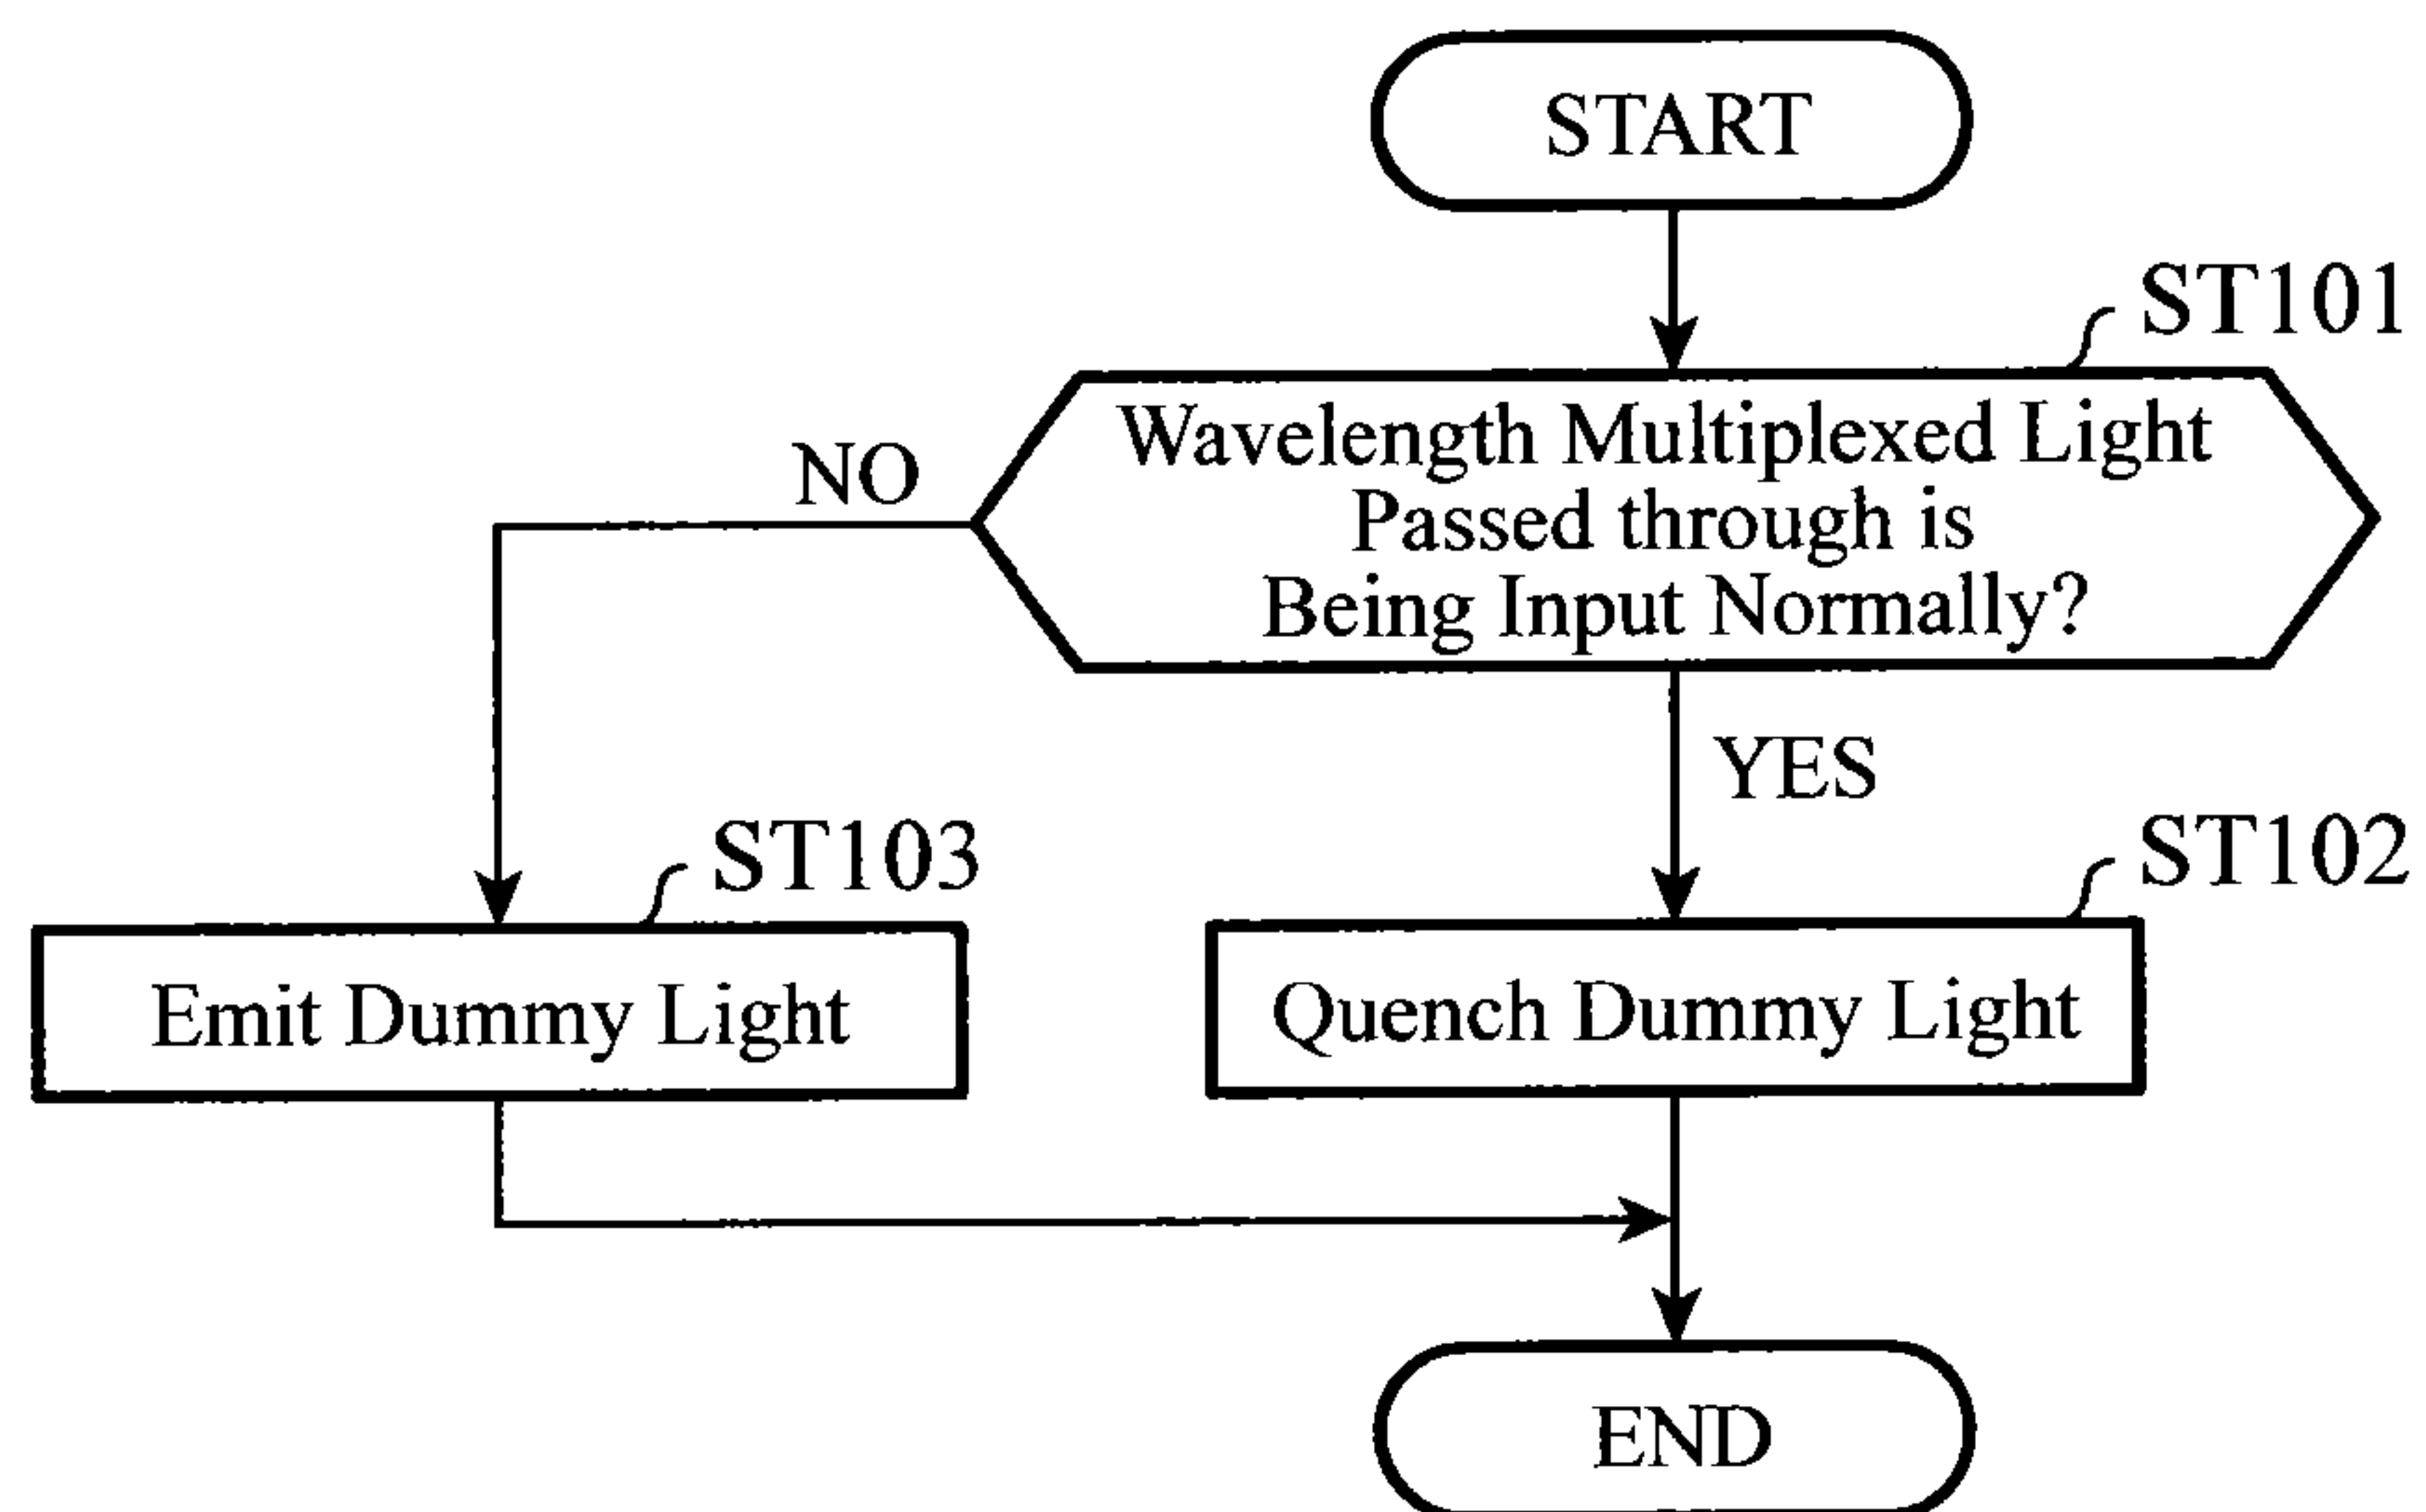 START
ST101
Wavelength Multiplexed Light
Passed through is
Being Input Normally?
NO
YES
ST103
ST102
Emit Dummy Light
Quench Dummy Light
END